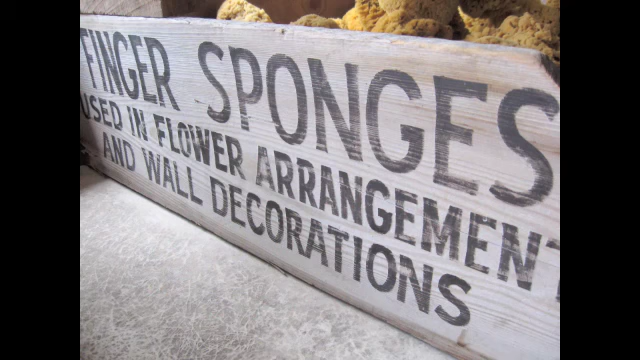 FINGER SPONGES
USED IN FLOWER ARRANGEMENT
AND WALL DECORATIONS